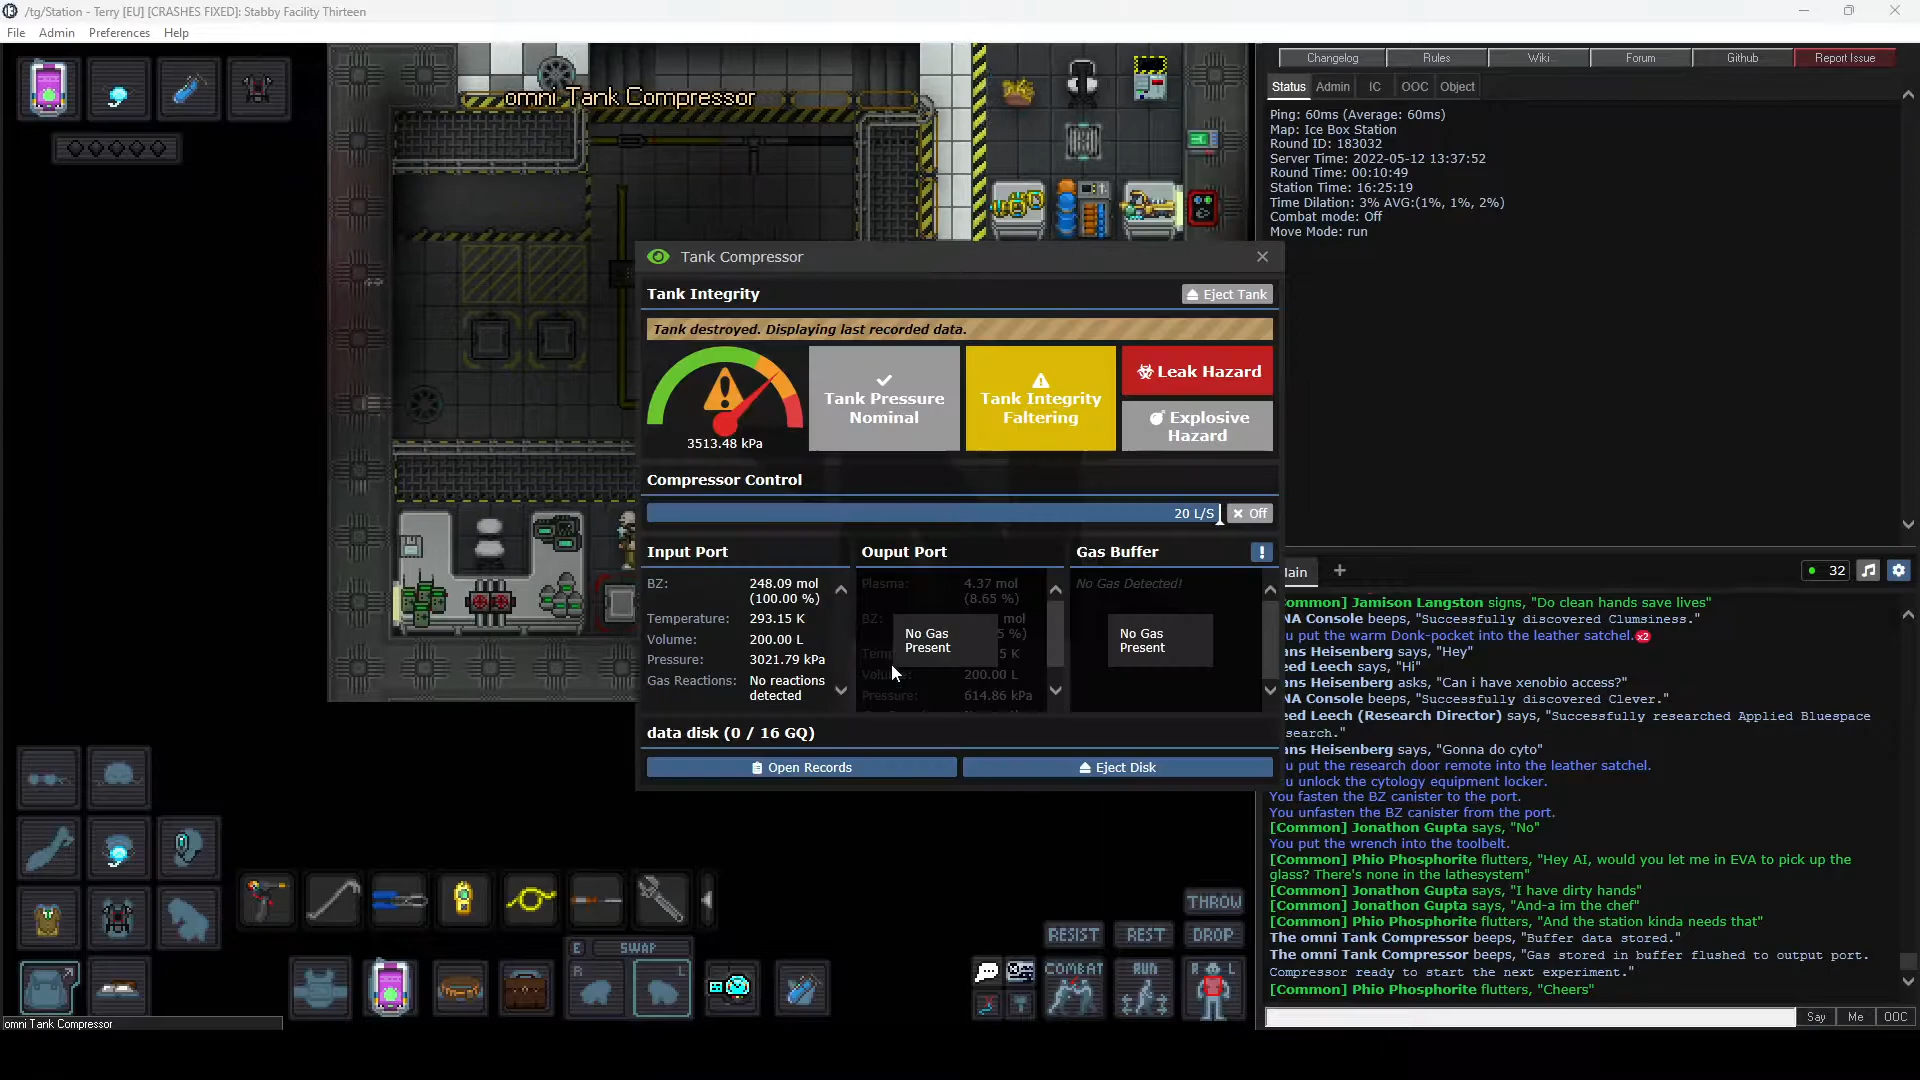 /tg/Station - Terry [EU] [CRASHES FIXED]: Stabby Facility Thirteen
File Admin Preferences Help
Changelog Rules Wiki Forum Github Report Issue
Status Admin IC OOC Object
Ping: 60ms (Average: 60ms)
Map: Ice Box Station
Round ID: 183032
Server Time: 2022-05-12 13:37:52
Round Time: 00:10:49
Station Time: 16:25:19
Time Dilation: 3% AVG:(1%, 1%, 2%)
Combat mode: Off
Move Mode: run
omni Tank Compressor
Tank Compressor
Tank Integrity
Eject Tank
Tank destroyed. Displaying last recorded data.
3513.48 kPa
Tank Pressure
Nominal
Tank Integrity
Faltering
Leak Hazard
Explosive
Hazard
Compressor Control
20 L/S
Off
Input Port
BZ: 248.09 mol
(100.00 %)
Temperature: 293.15 K
Volume: 200.00 L
Pressure: 3021.79 kPa
Gas Reactions: No reactions
detected
Ouput Port
Plasma: 4.37 mol
(8.65 %)
BZ: mol
5 %)
Temp 5 K
Volu 200.00 L
Pressure: 614.86 kPa
No Gas
Present
Gas Buffer
!
No Gas Detected!
No Gas
Present
data disk (0 / 16 GQ)
Open Records
Eject Disk
ain + 32
ommon] Jamison Langston signs, "Do clean hands save lives"
NA Console beeps, "Successfully discovered Clumsiness."
u put the warm Donk-pocket into the leather satchel. x2
ans Heisenberg says, "Hey"
eed Leech says, "Hi"
ans Heisenberg asks, "Can i have xenobio access?"
NA Console beeps, "Successfully discovered Clever."
eed Leech (Research Director) says, "Successfully researched Applied Bluespace
search."
ans Heisenberg says, "Gonna do cyto"
u put the research door remote into the leather satchel.
u unlock the cytology equipment locker.
You fasten the BZ canister to the port.
You unfasten the BZ canister from the port.
[Common] Jonathon Gupta says, "No"
You put the wrench into the toolbelt.
[Common] Phio Phosphorite flutters, "Hey AI, would you let me in EVA to pick up the
glass? There's none in the lathesystem"
[Common] Jonathon Gupta says, "I have dirty hands"
[Common] Jonathon Gupta says, "And-a im the chef"
[Common] Phio Phosphorite flutters, "And the station kinda needs that"
The omni Tank Compressor beeps, "Buffer data stored."
The omni Tank Compressor beeps, "Gas stored in buffer flushed to output port.
Compressor ready to start the next experiment."
[Common] Phio Phosphorite flutters, "Cheers"
Say Me OOC
THROW
RESIST REST DROP
E SWAP
R L
COMBAT RUN R L
omni Tank Compressor